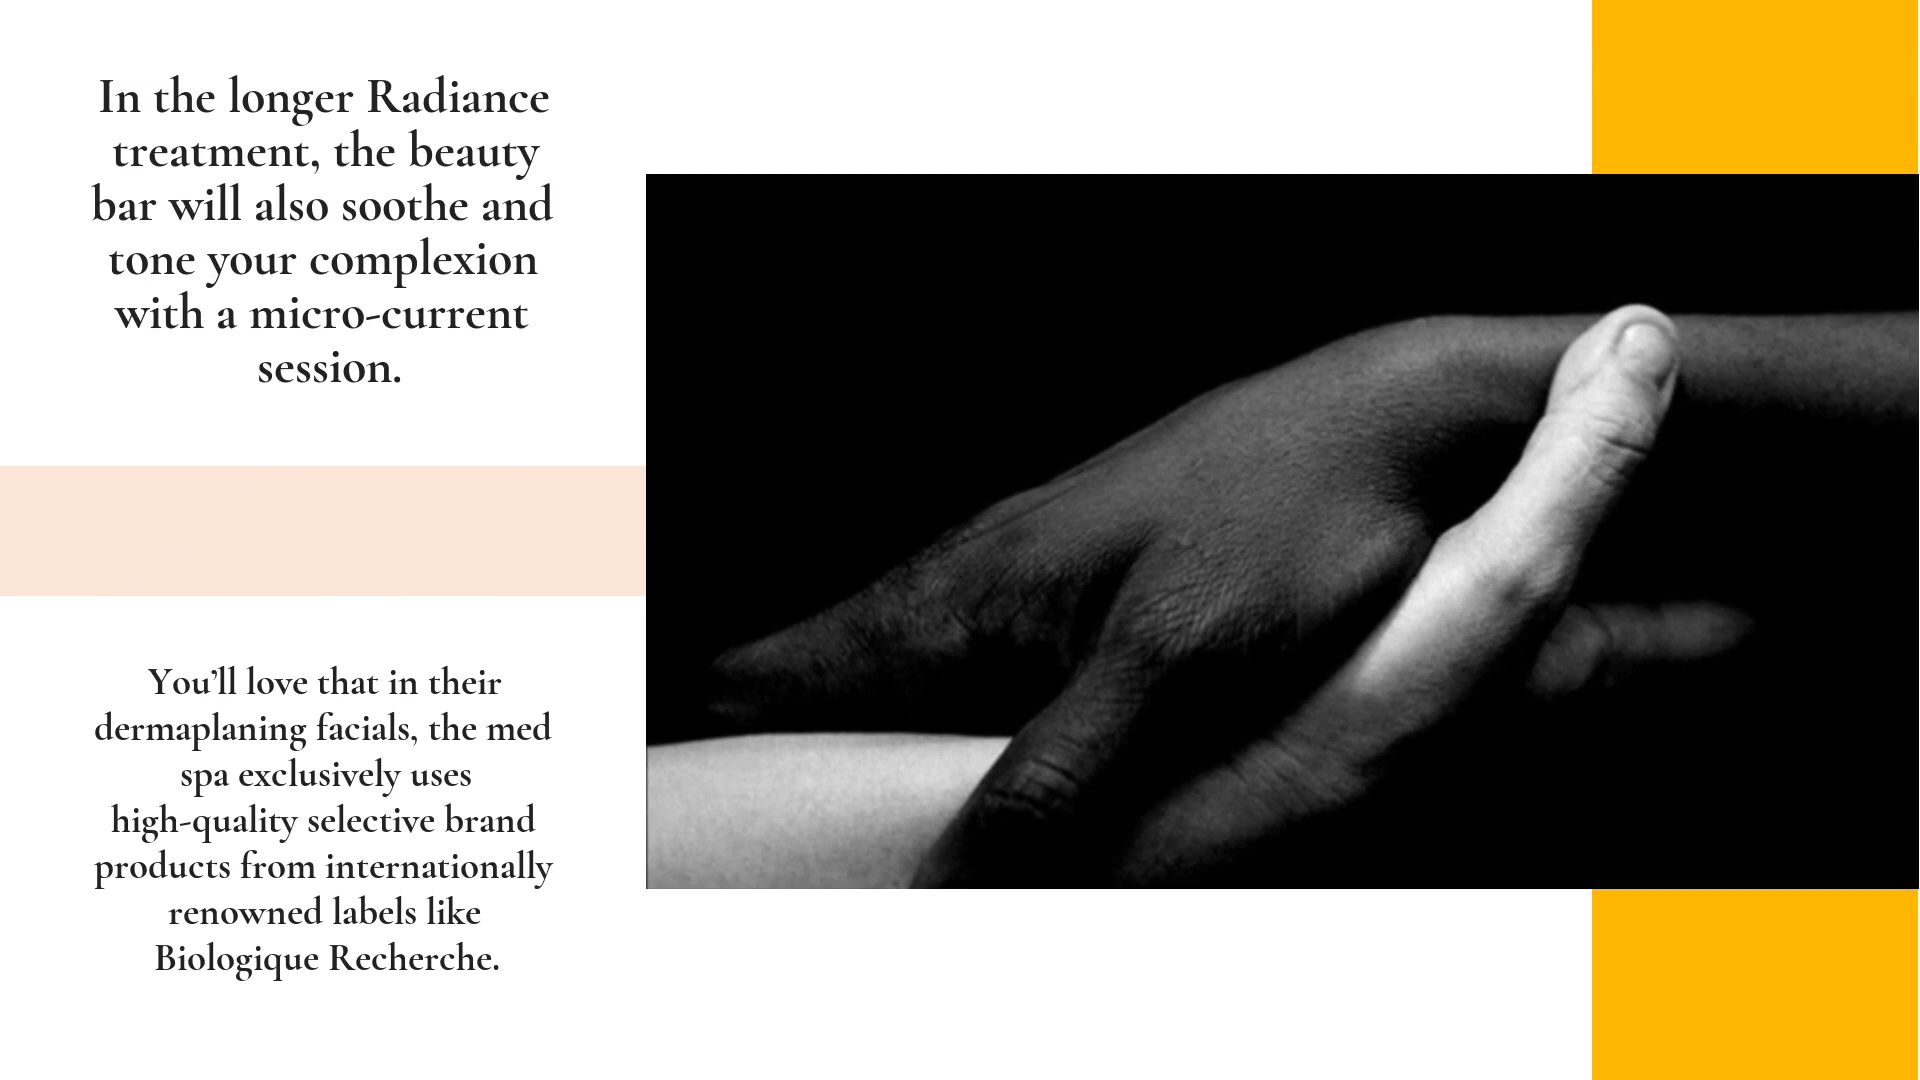 In the longer Radiance
treatment, the beauty
bar will also soothe and
tone your complexion
with a micro-current
session.
You’ll love that in their
dermaplaning facials, the med
spa exclusively uses
high-quality selective brand
products from internationally
renowned labels like
Biologique Recherche.